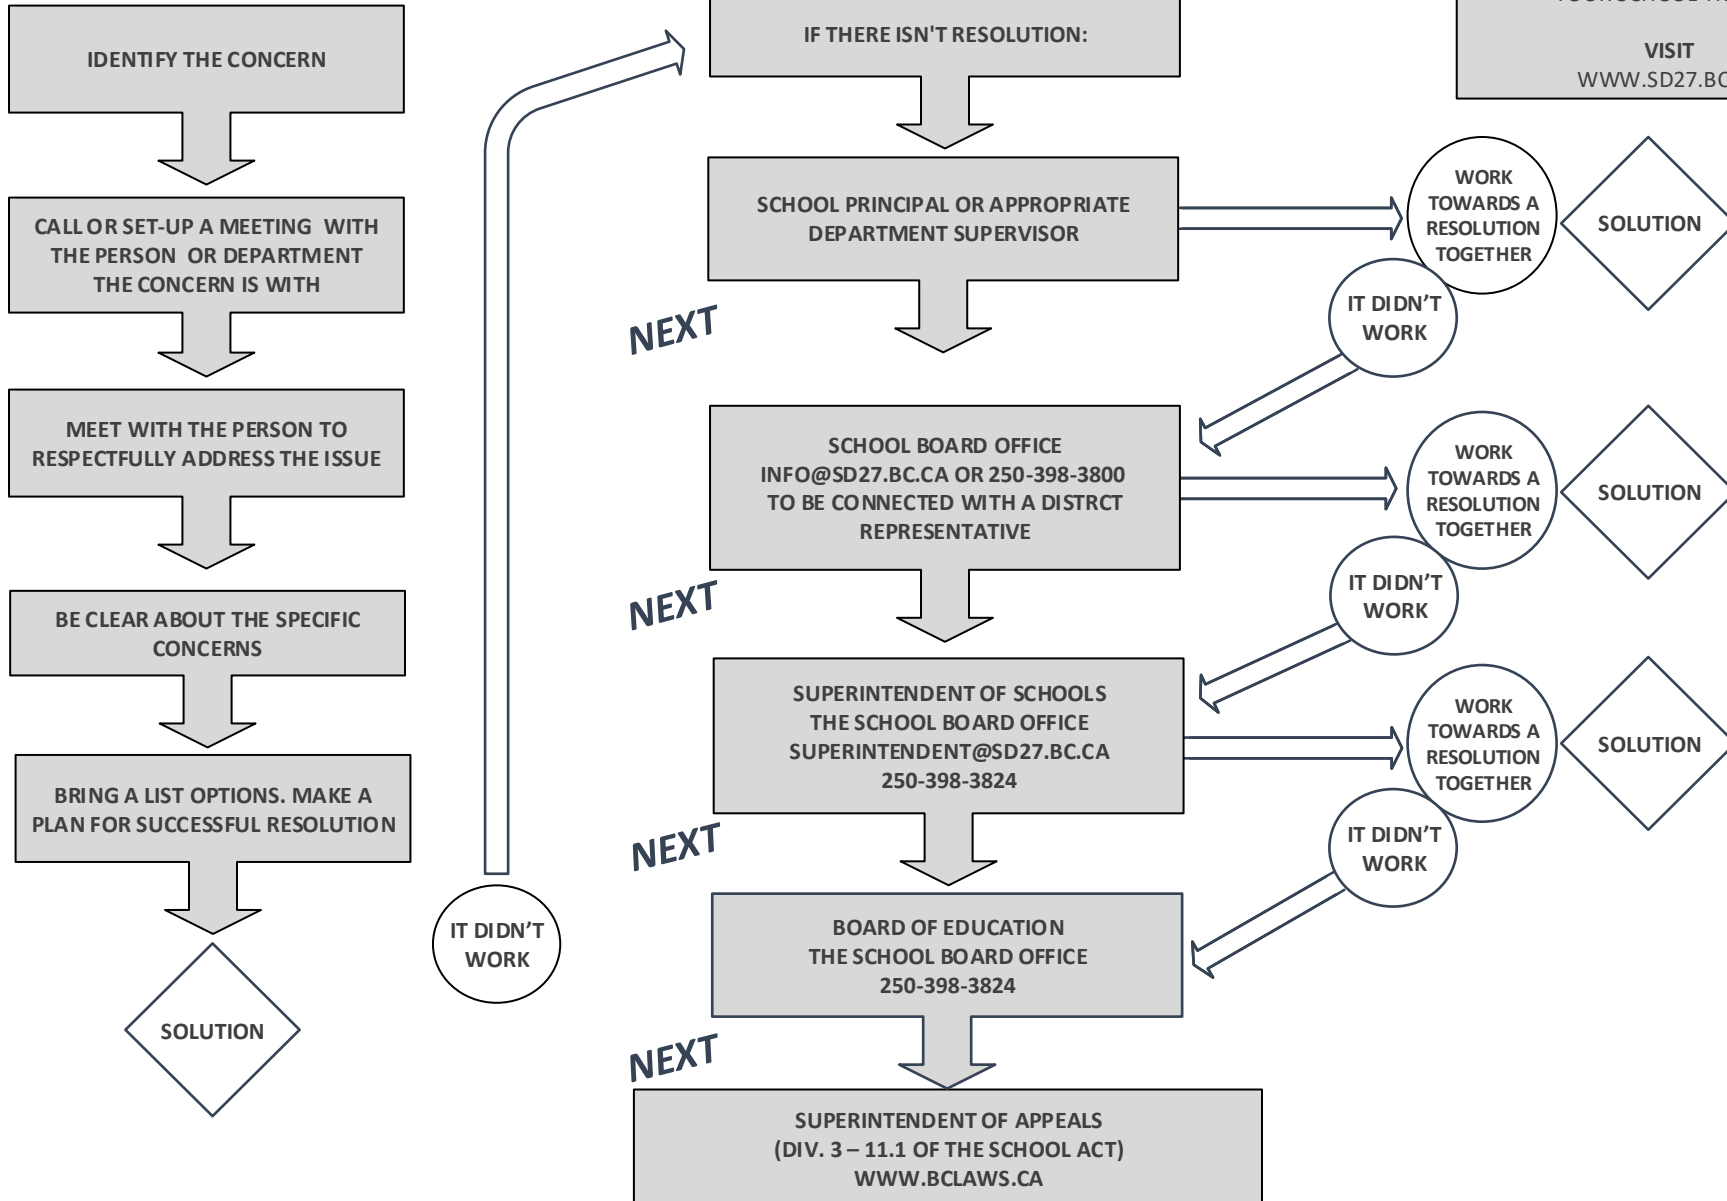 IDENTIFY THE CONCERN
CALL OR SET-UP A MEETING WITH
THE PERSON OR DEPARTMENT
THE CONCERN IS WITH
MEET WITH THE PERSON TO
RESPECTFULLY ADDRESS THE ISSUE
BE CLEAR ABOUT THE SPECIFIC
CONCERNS
BRING A LIST OPTIONS. MAKE A
PLAN FOR SUCCESSFUL RESOLUTION
SOLUTION
IT DIDN'T
WORK
IF THERE ISN'T RESOLUTION:
SCHOOL PRINCIPAL OR APPROPRIATE
DEPARTMENT SUPERVISOR
WORK
TOWARDS A
RESOLUTION
TOGETHER
SOLUTION
IT DIDN'T
WORK
NEXT
SCHOOL BOARD OFFICE
INFO@SD27.BC.CA OR 250-398-3800
TO BE CONNECTED WITH A DISTRCT
REPRESENTATIVE
WORK
TOWARDS A
RESOLUTION
TOGETHER
SOLUTION
IT DIDN'T
WORK
NEXT
SUPERINTENDENT OF SCHOOLS
THE SCHOOL BOARD OFFICE
SUPERINTENDENT@SD27.BC.CA
250-398-3824
WORK
TOWARDS A
RESOLUTION
TOGETHER
SOLUTION
IT DIDN'T
WORK
NEXT
BOARD OF EDUCATION
THE SCHOOL BOARD OFFICE
250-398-3824
NEXT
SUPERINTENDENT OF APPEALS
(DIV. 3 – 11.1 OF THE SCHOOL ACT)
WWW.BCLAWS.CA
VISIT
WWW.SD27.BC